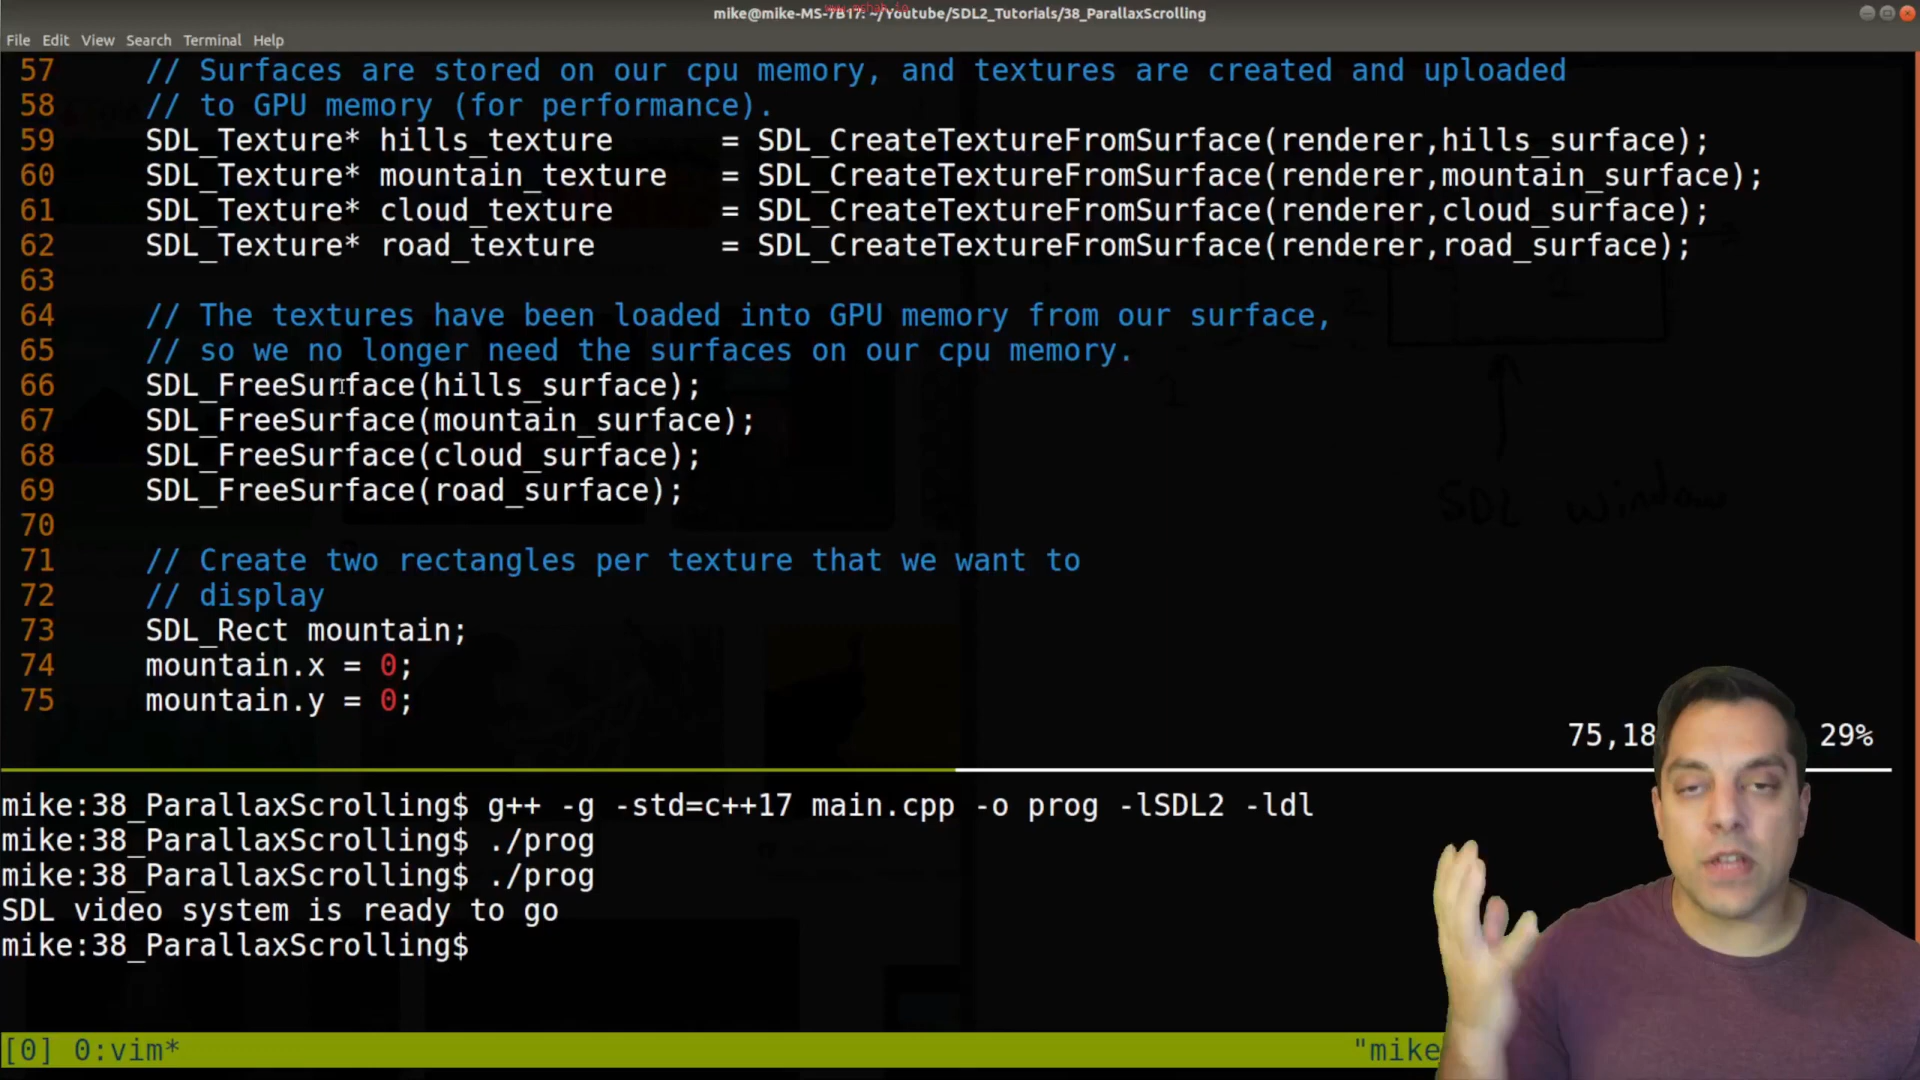 mike@mike-MS-7B17: ~/Youtube/SDL2_Tutorials/38_ParallaxScrolling
File Edit View Search Terminal Help
57 // Surfaces are stored on our cpu memory, and textures are created and uploaded
58 // to GPU memory (for performance).
59 SDL_Texture* hills_texture = SDL_CreateTextureFromSurface(renderer,hills_surface);
60 SDL_Texture* mountain_texture = SDL_CreateTextureFromSurface(renderer,mountain_surface);
61 SDL_Texture* cloud_texture = SDL_CreateTextureFromSurface(renderer,cloud_surface);
62 SDL_Texture* road_texture = SDL_CreateTextureFromSurface(renderer,road_surface);
63
64 // The textures have been loaded into GPU memory from our surface,
65 // so we no longer need the surfaces on our cpu memory.
66 SDL_FreeSurface(hills_surface);
67 SDL_FreeSurface(mountain_surface);
68 SDL_FreeSurface(cloud_surface);
69 SDL_FreeSurface(road_surface);
70
71 // Create two rectangles per texture that we want to
72 // display
73 SDL_Rect mountain;
74 mountain.x = 0;
75 mountain.y = 0;
SDL window
75,18 29%
mike:38_ParallaxScrolling$ g++ -g -std=c++17 main.cpp -o prog -lSDL2 -ldl
mike:38_ParallaxScrolling$ ./prog
mike:38_ParallaxScrolling$ ./prog
SDL video system is ready to go
mike:38_ParallaxScrolling$
[0] 0:vim* "mike